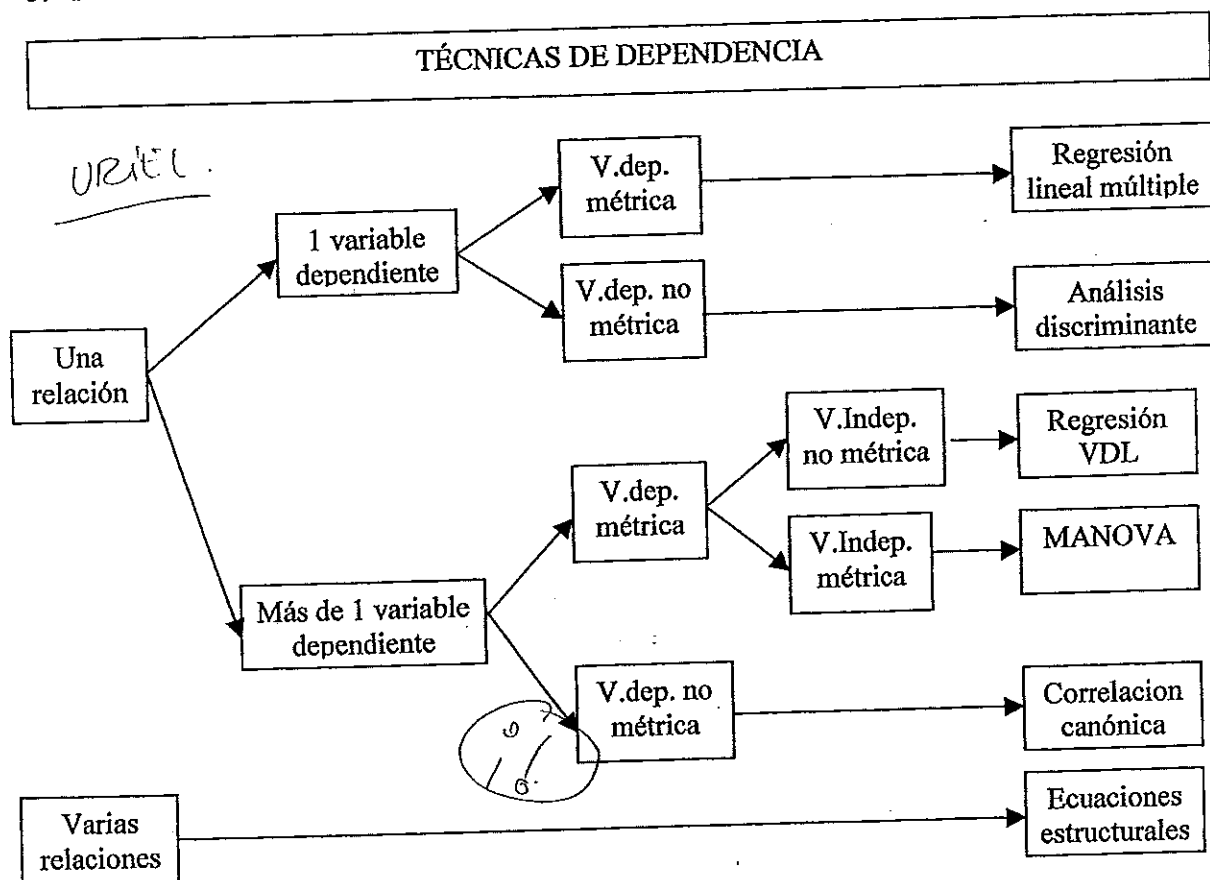 TÉCNICAS DE DEPENDENCIA
URIEL.
V.dep.
métrica
Regresión
lineal múltiple
1 variable
dependiente
V.dep. no
métrica
Análisis
discriminante
Una
relación
V.Indep.
no métrica
Regresión
VDL
V.dep.
métrica
V.Indep.
métrica
MANOVA
Más de 1 variable
dependiente
V.dep. no
métrica
Correlacion
canónica
Varias
relaciones
Ecuaciones
estructurales